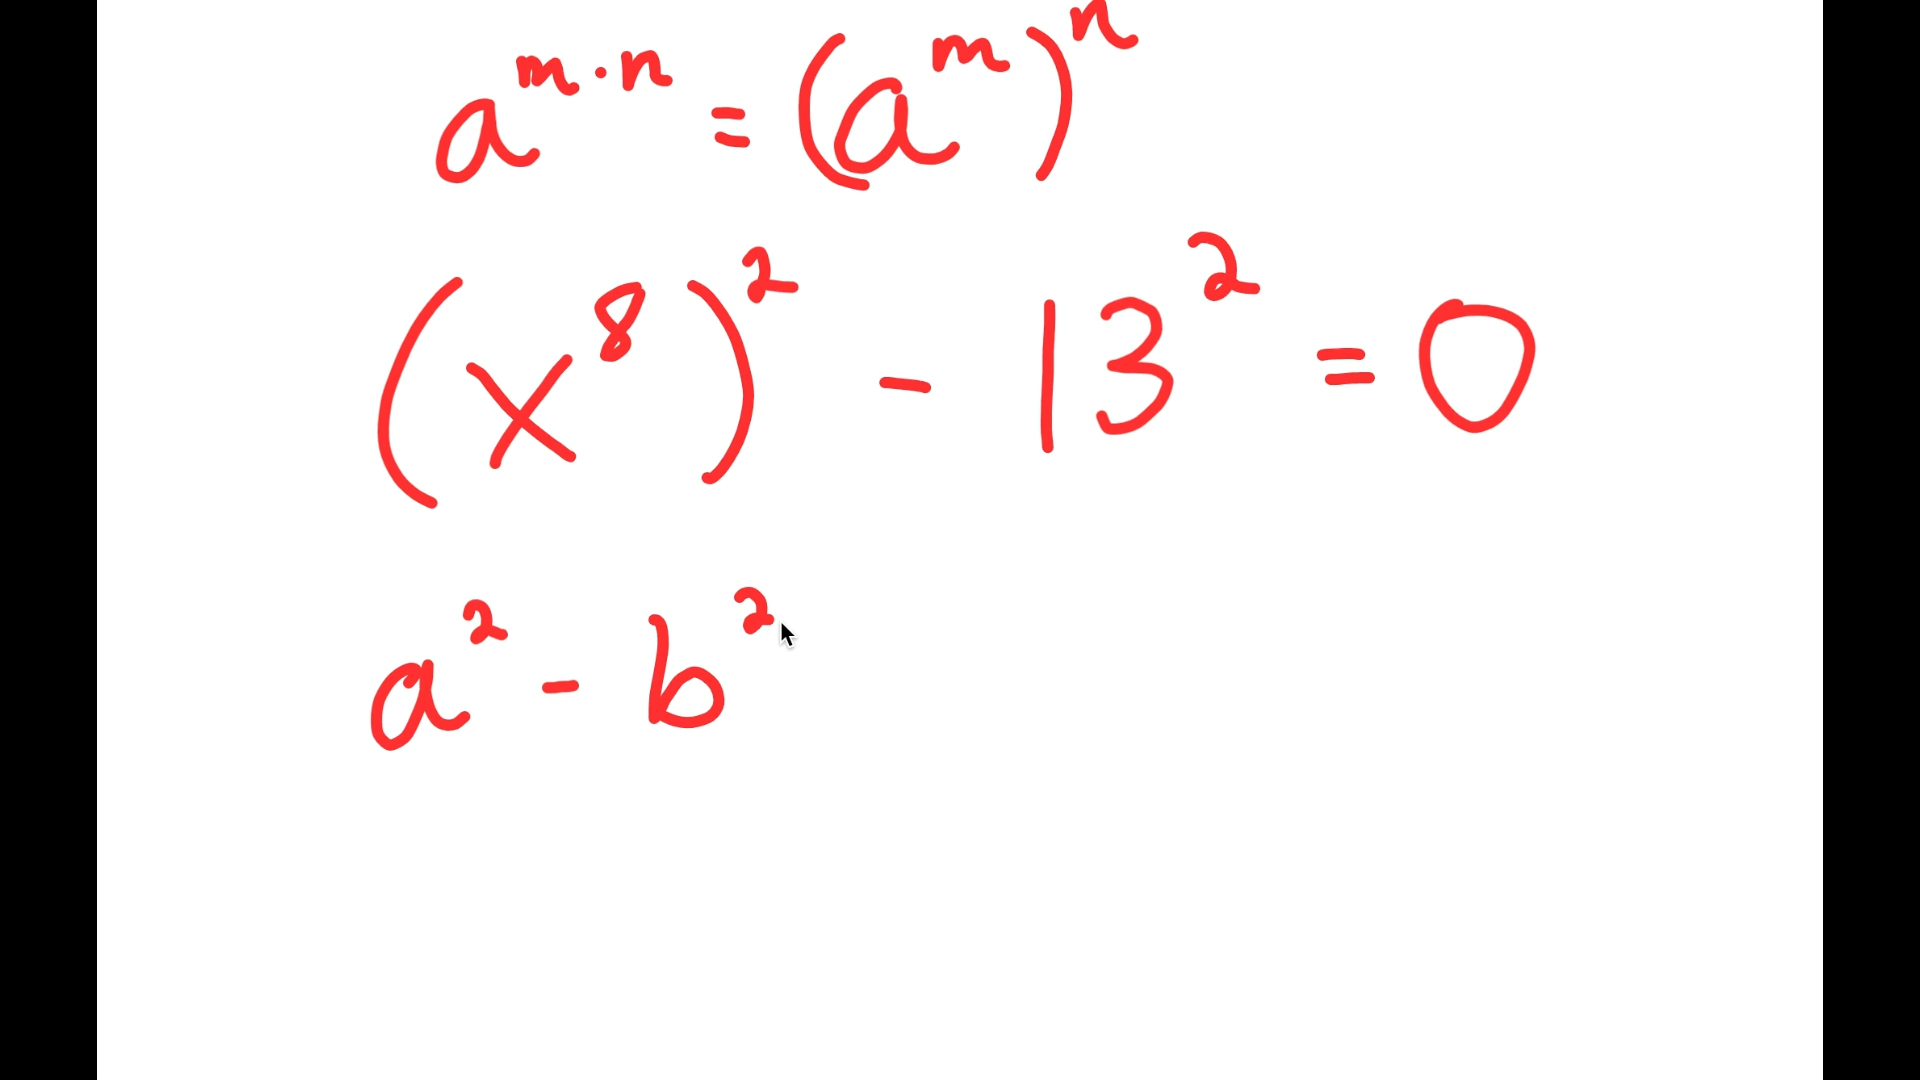 a^{m·n} = (a^m)^n
(x^8)^2 - 13^2 = 0
a^2 - b^2